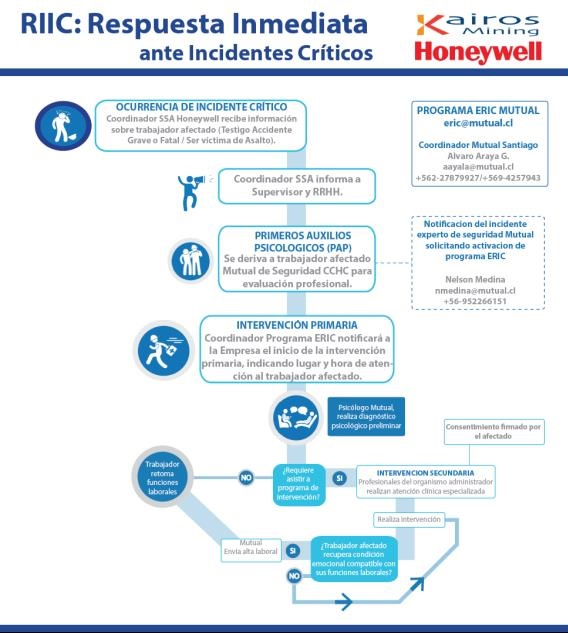 RIIC: Respuesta Inmediata
ante Incidentes Críticos
Kairos
Mining
Honeywell
OCURRENCIA DE INCIDENTE CRÍTICO
Coordinador SSA Honeywell recibe información
sobre trabajador afectado (Testigo Accidente
Grave o Fatal / Ser víctima de Asalto).
PROGRAMA ERIC MUTUAL
eric@mutual.cl
Coordinador Mutual Santiago
Alvaro Araya G.
aayala@mutual.cl
+562-27879927/+569-4257943
Coordinador SSA informa a
Supervisor y RRHH.
PRIMEROS AUXILIOS
PSICOLOGICOS (PAP)
Se deriva a trabajador afectado
Mutual de Seguridad CCHC para
evaluación profesional.
Notificacion del incidente
experto de seguridad Mutual
solicitando activacion de
programa ERIC
Nelson Medina
nmedina@mutual.cl
+56-952266151
INTERVENCIÓN PRIMARIA
Coordinador Programa ERIC notificará a
la Empresa el inicio de la intervención
primaria, indicando lugar y hora de aten-
ción al trabajador afectado.
Psicólogo Mutual,
realiza diagnóstico
psicológico preliminar
Consentimiento firmado por
el afectado
Trabajador
retoma
funciones
laborales
NO
¿Requiere
asistir a
programa de
intervención?
SI
INTERVENCION SECUNDARIA
Profesionales del organismo administrador
realizan atención clínica especializada
Realiza intervención
Mutual
Envia alta laboral
SI
¿Trabajador afectado
recupera condición
emocional compatible con
sus funciones laborales?
NO